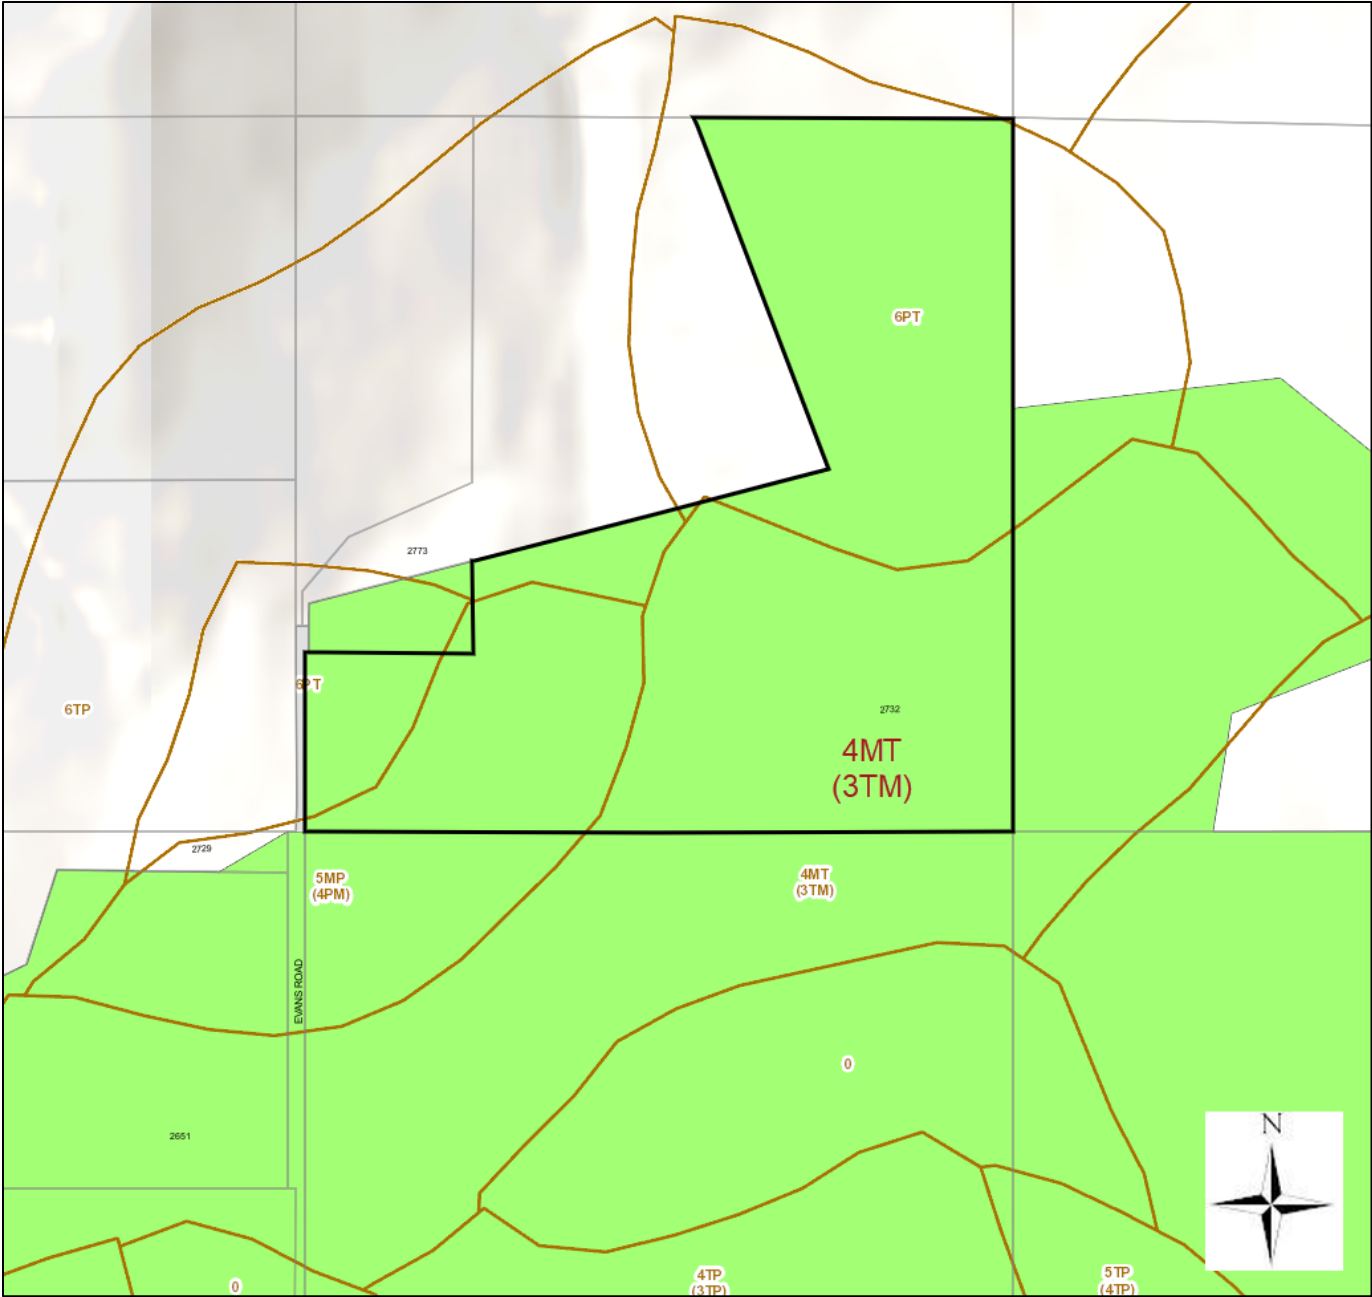 6PT
2773
6PT
6TP
2732
4MT
(3TM)
2729
5MP
(4PM)
4MT
(3TM)
EVANS ROAD
0
N
2651
0
4TP
(3TP)
5TP
(4TP)